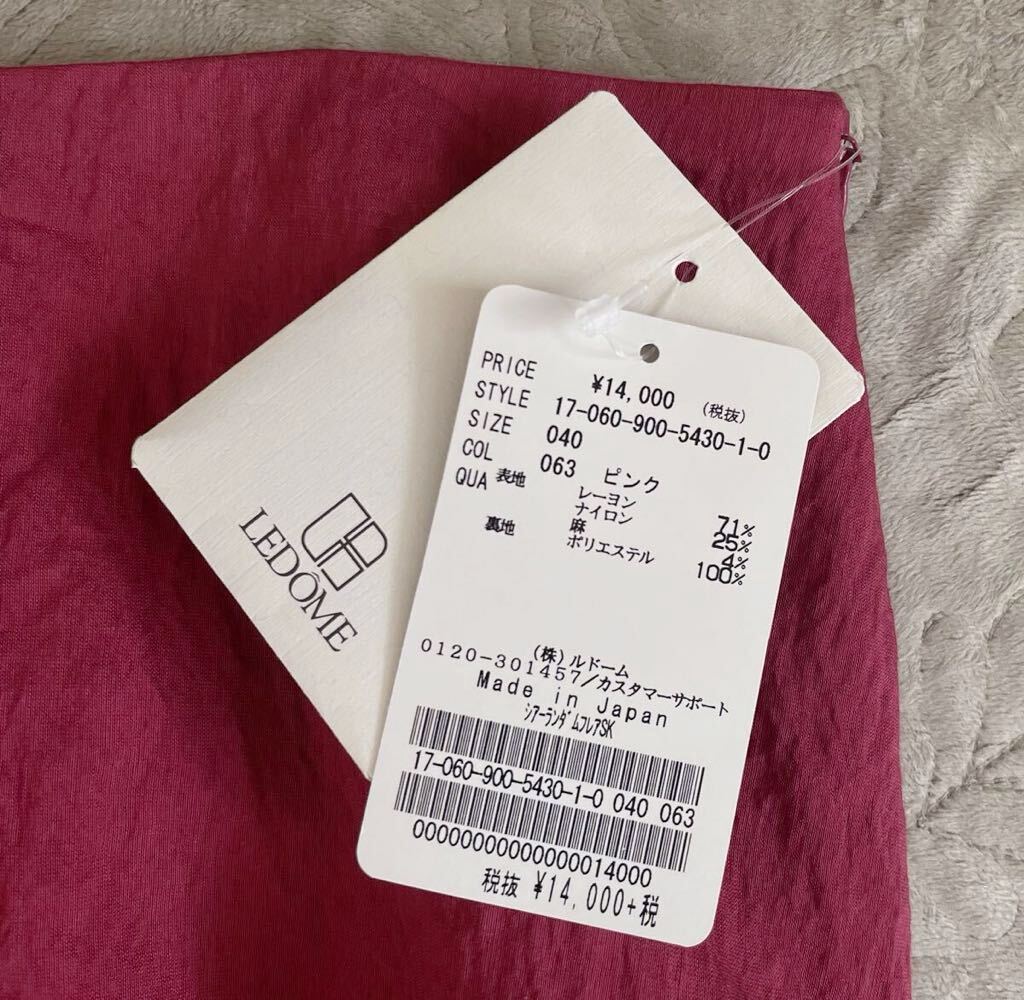 LEDÔME
PRICE ¥14,000 (税抜)
STYLE 17-060-900-5430-1-0
SIZE 040
COL 063 ピンク
QUA 表地 レーヨン 71%
ナイロン 25%
麻 4%
裏地 ポリエステル 100%
(株)ルドーム
0120-301457/カスタマーサポート
Made in Japan
ｼｱｰﾗﾝﾀﾞﾑﾌﾚｱSK
17-060-900-5430-1-0 040 063
0000000000000014000
税抜 ¥14,000+税